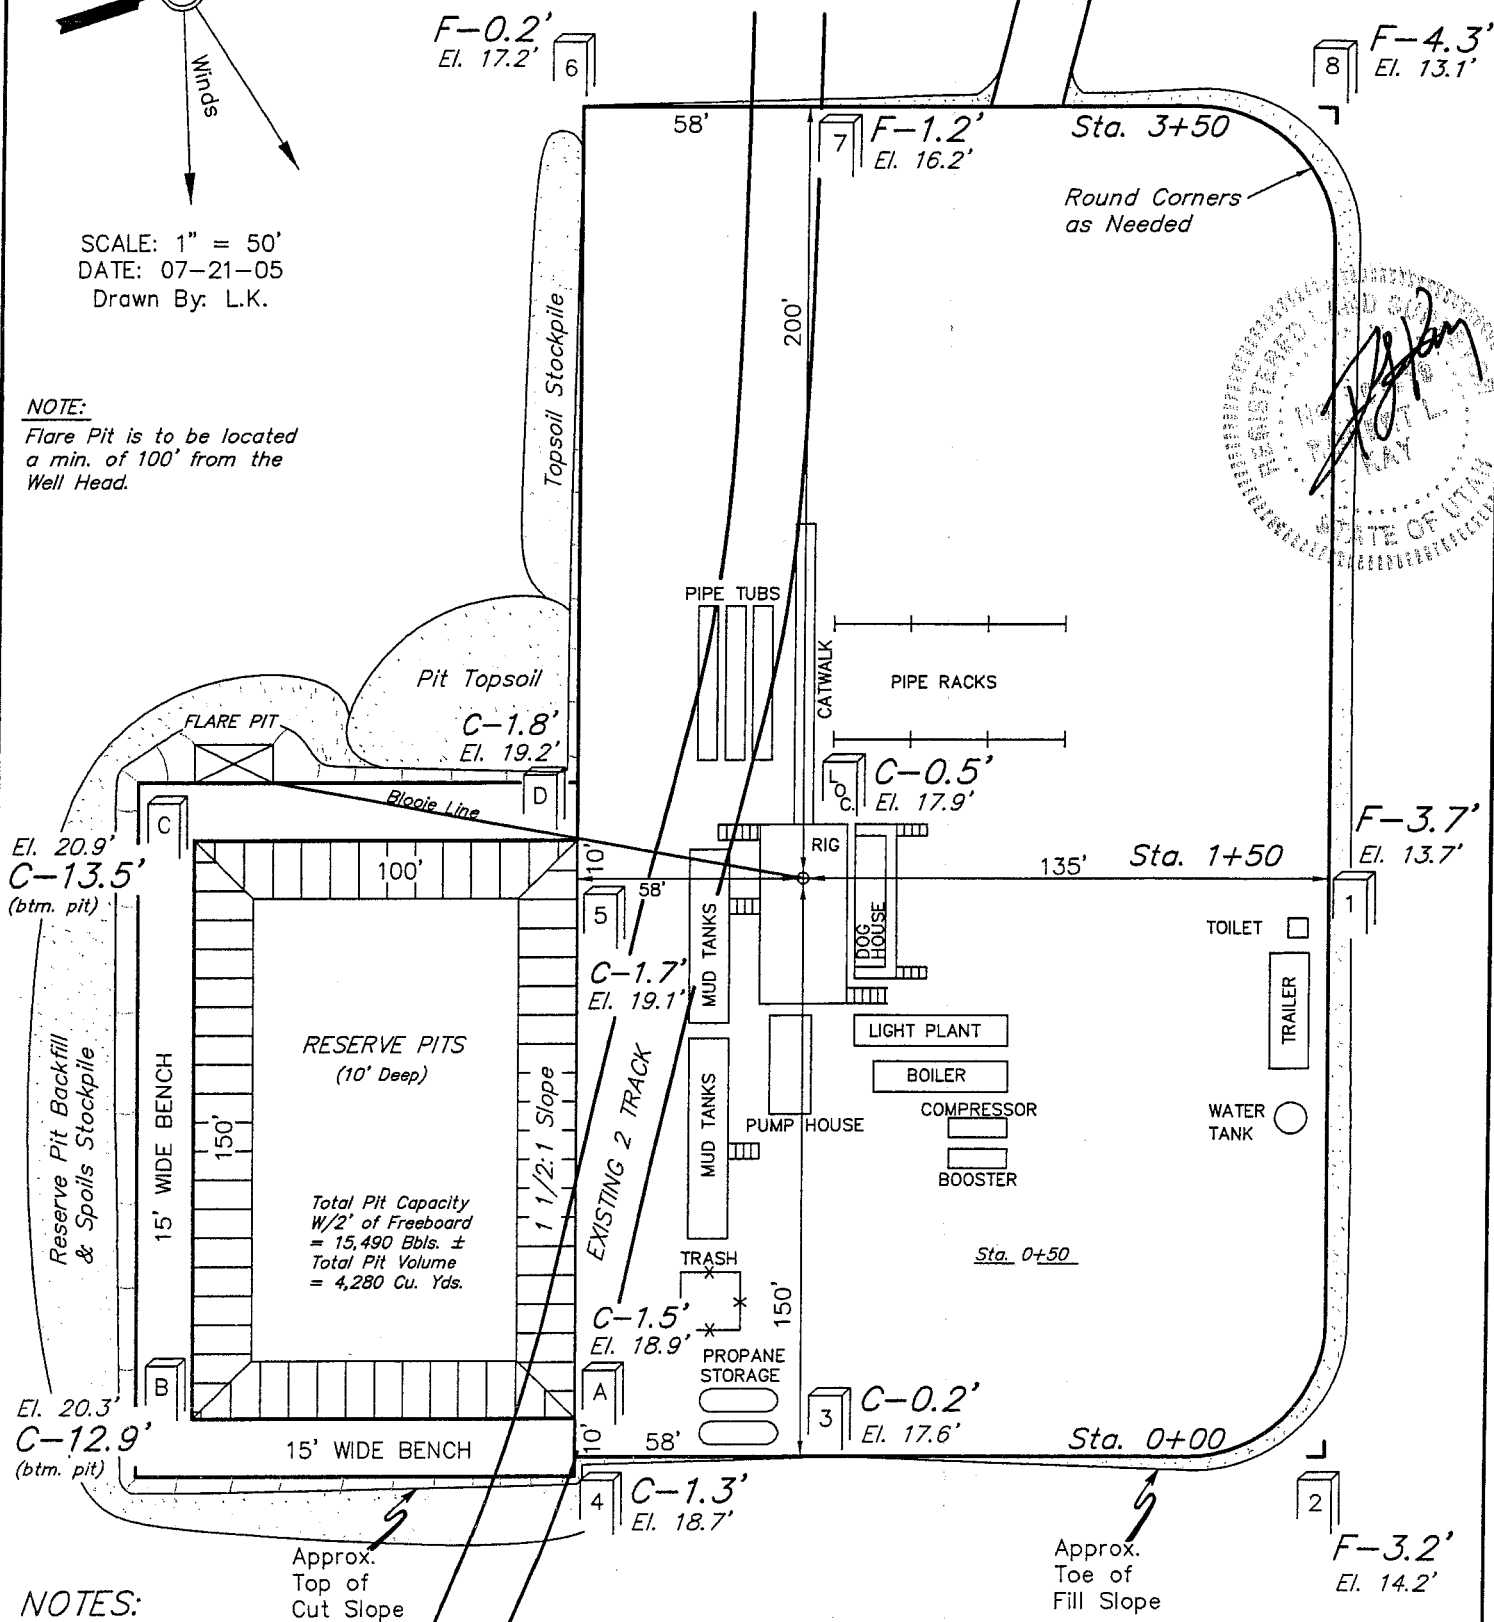 F-0.2'
El. 17.2'
6
F-4.3'
El. 13.1'
8
Winds
58'
7
F-1.2'
El. 16.2'
Sta. 3+50
Round Corners
as Needed
SCALE: 1" = 50'
DATE: 07-21-05
Drawn By: L.K.
Topsoil Stockpile
200'
REGISTERED LAND
KAY
STATE OF UTAH
NOTE:
Flare Pit is to be located
a min. of 100' from the
Well Head.
PIPE TUBS
CATWALK
PIPE RACKS
Pit Topsoil
C-1.8'
El. 19.2'
FLARE PIT
D
Blooie Line
LOC.
C-0.5'
El. 17.9'
C
El. 20.9'
C-13.5'
(btm. pit)
100'
10'
58'
RIG
135'
Sta. 1+50
F-3.7'
El. 13.7'
1
5
MUD TANKS
DOG
HOUSE
TOILET
C-1.7'
El. 19.1'
TRAILER
RESERVE PITS
(10' Deep)
LIGHT PLANT
BOILER
COMPRESSOR
BOOSTER
PUMP HOUSE
WATER
TANK
Reserve Pit Backfill
& Spoils Stockpile
15' WIDE BENCH
150'
1 1/2:1 Slope
EXISTING 2 TRACK
MUD TANKS
Total Pit Capacity
W/2' of Freeboard
= 15,490 Bbls. ±
Total Pit Volume
= 4,280 Cu. Yds.
TRASH
Sta. 0+50
150'
C-1.5'
El. 18.9'
PROPANE
STORAGE
B
A
El. 20.3'
C-12.9'
(btm. pit)
15' WIDE BENCH
10'
58'
3
C-0.2'
El. 17.6'
Sta. 0+00
4
C-1.3'
El. 18.7'
2
F-3.2'
El. 14.2'
Approx.
Top of
Cut Slope
Approx.
Toe of
Fill Slope
NOTES: